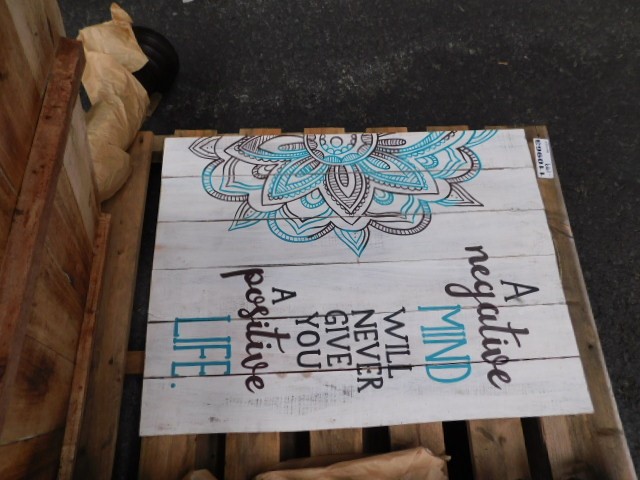 A
negative
MIND
WILL
NEVER
GIVE
YOU
A
positive
LIFE.